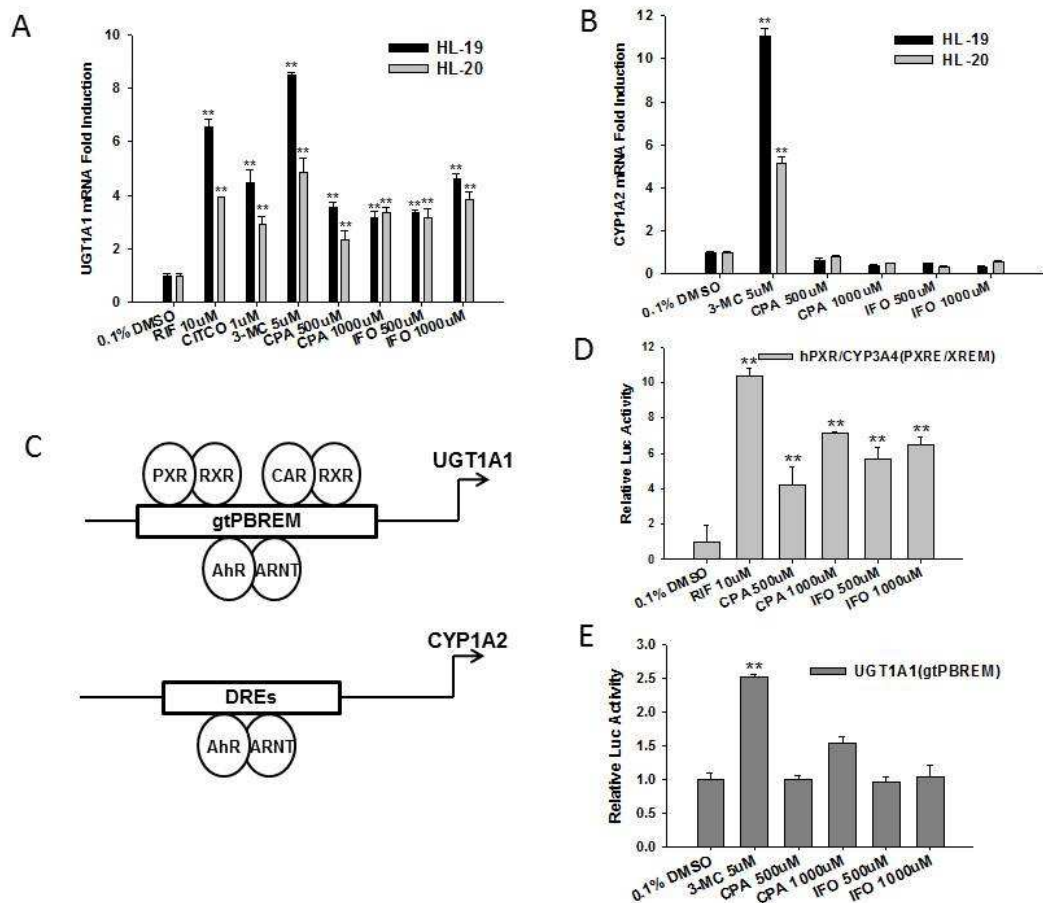 A
UGT1A1 mRNA Fold Induction
10
8
6
4
2
0
HL-19
HL-20
** ** ** ** ** ** ** ** ** ** ** ** ** **
0.1% DMSO
RIF 10uM
CITCO 1uM
3-MC 5uM
CPA 500uM
CPA 1000uM
IFO 500uM
IFO 1000uM
B
CYP1A2 mRNA Fold Induction
12
10
8
6
4
2
0
HL-19
HL-20
** **
0.1% DMSO
3-MC 5uM
CPA 500uM
CPA 1000uM
IFO 500uM
IFO 1000uM
C
PXR RXR CAR RXR
UGT1A1
gtPBREM
AhR ARNT
CYP1A2
DREs
AhR ARNT
D
Relative Luc Activity
12
10
8
6
4
2
0
hPXR/CYP3A4(PXRE/XREM)
** ** ** ** **
0.1% DMSO
RIF 10uM
CPA 500uM
CPA 1000uM
IFO 500uM
IFO 1000uM
E
Relative Luc Activity
3.0
2.5
2.0
1.5
1.0
0.5
0.0
UGT1A1(gtPBREM)
**
0.1% DMSO
3-MC 5uM
CPA 500uM
CPA 1000uM
IFO 500uM
IFO 1000uM